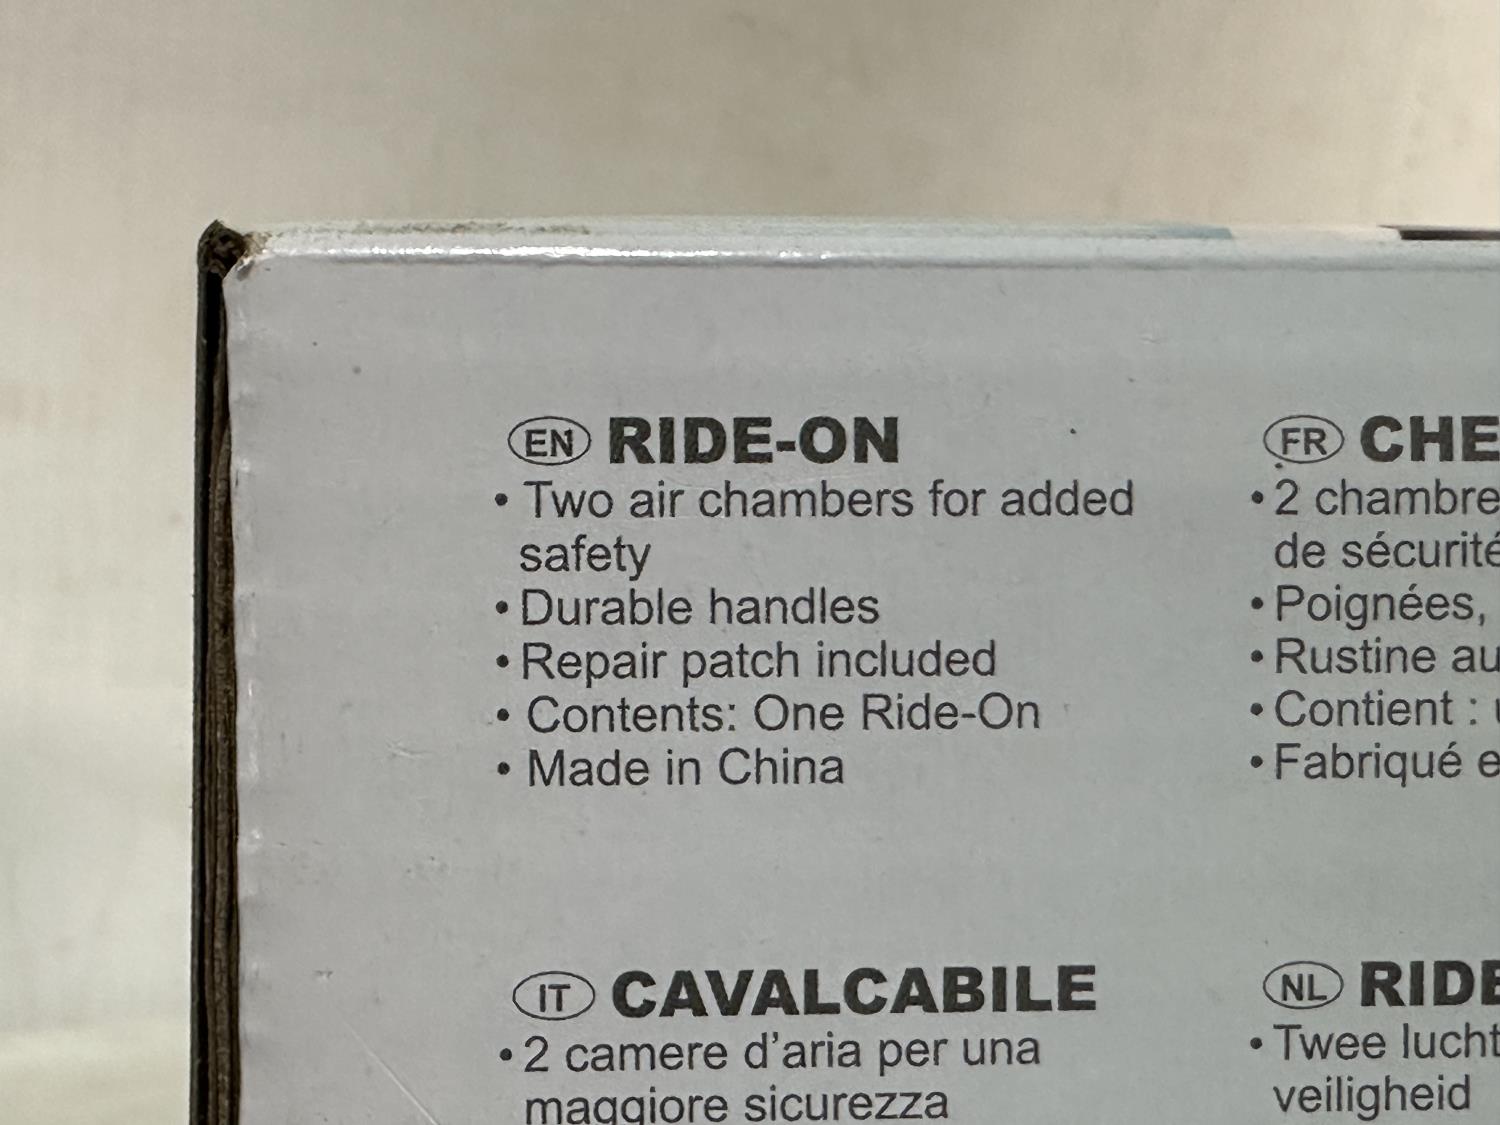 EN RIDE-ON
• Two air chambers for added
safety
• Durable handles
• Repair patch included
• Contents: One Ride-On
• Made in China
FR CHE
• 2 chambre
de sécurité
• Poignées,
• Rustine au
• Contient :
• Fabriqué e
IT CAVALCABILE
• 2 camere d'aria per una
maggiore sicurezza
NL RIDE
• Twee lucht
veiligheid